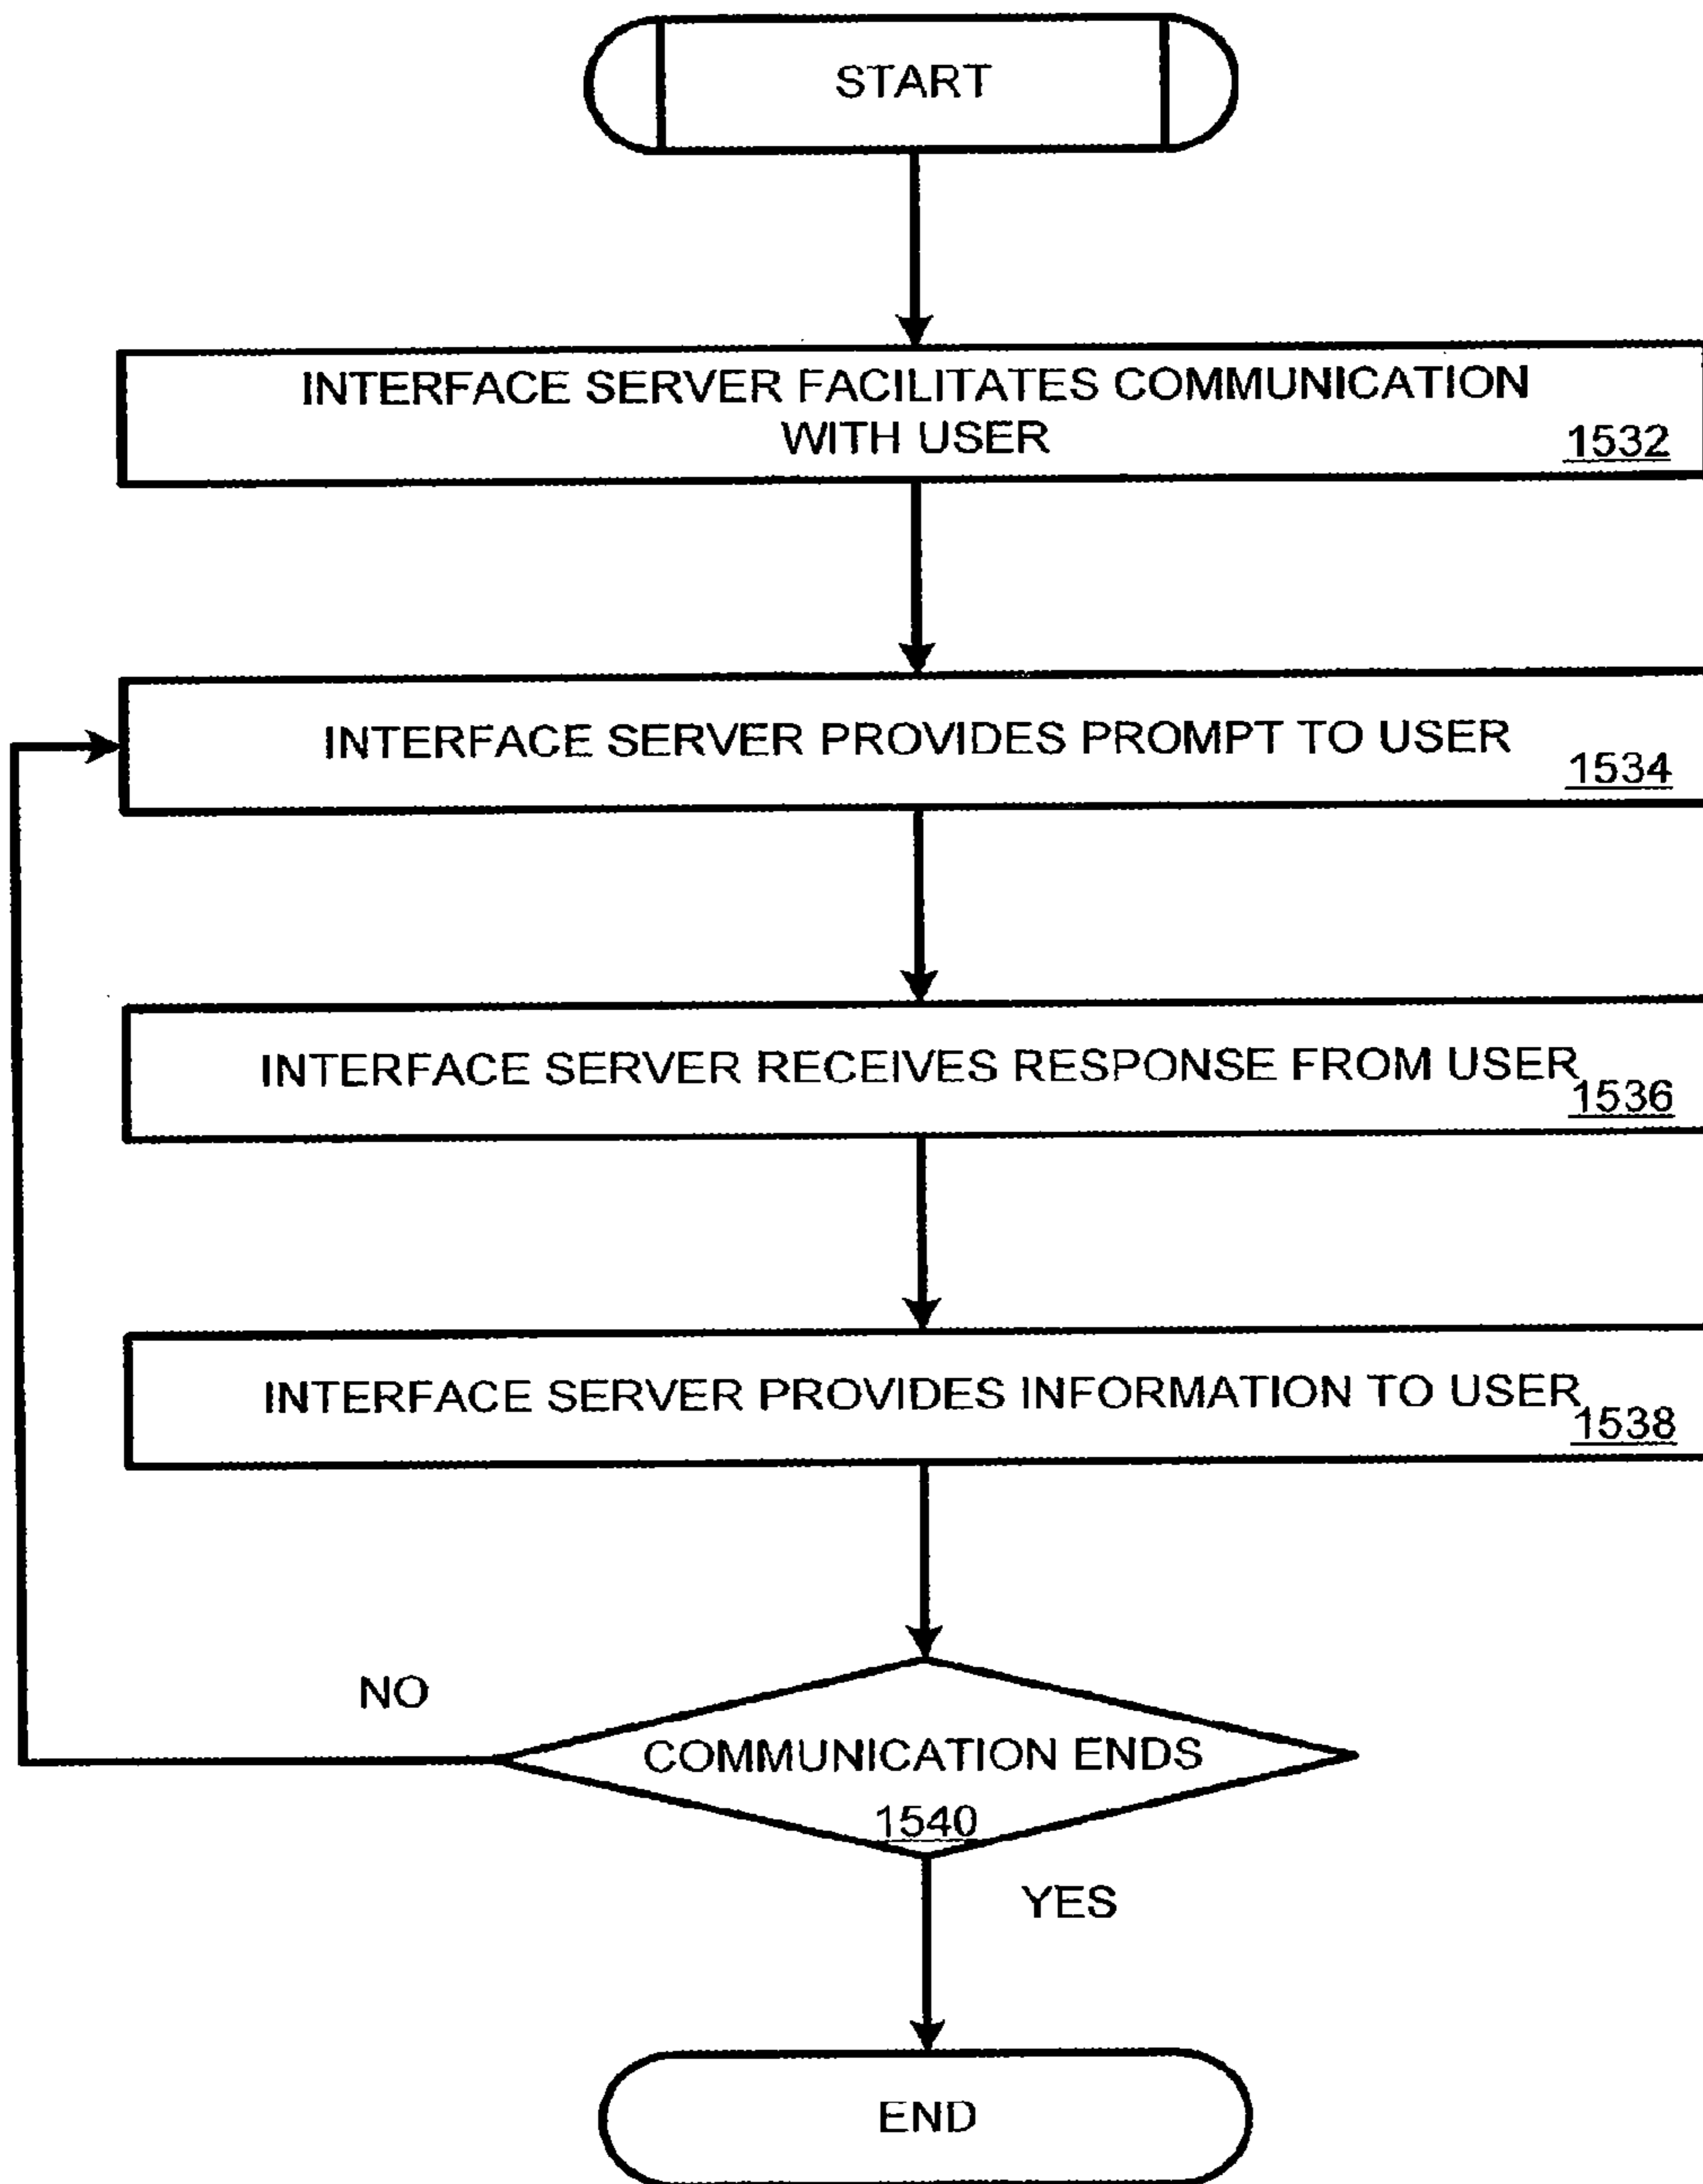 START
INTERFACE SERVER FACILITATES COMMUNICATION
WITH USER
1532
INTERFACE SERVER PROVIDES PROMPT TO USER
1534
INTERFACE SERVER RECEIVES RESPONSE FROM USER
1536
INTERFACE SERVER PROVIDES INFORMATION TO USER
1538
NO
COMMUNICATION ENDS
1540
YES
END